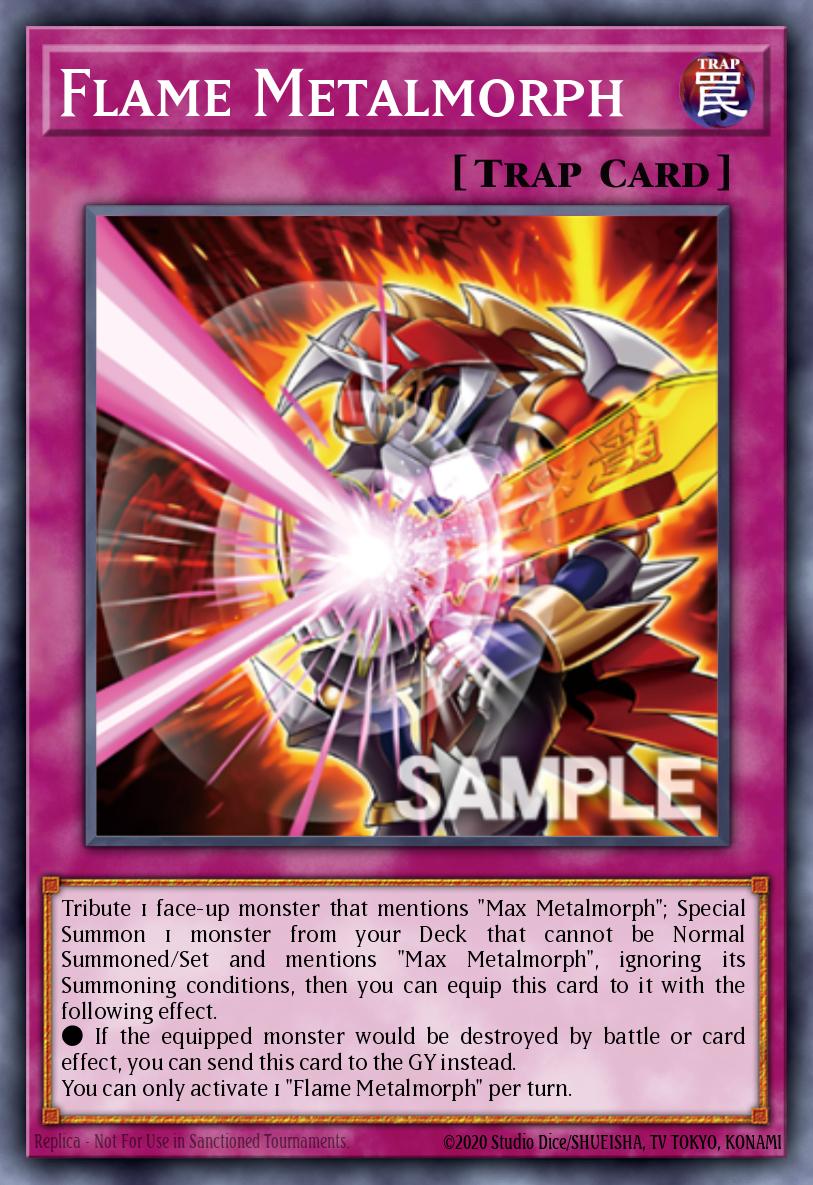 Flame Metalmorph
TRAP
罠
[Trap Card]
SAMPLE
Tribute 1 face-up monster that mentions "Max Metalmorph"; Special
Summon 1 monster from your Deck that cannot be Normal
Summoned/Set and mentions "Max Metalmorph", ignoring its
Summoning conditions, then you can equip this card to it with the
following effect.
● If the equipped monster would be destroyed by battle or card
effect, you can send this card to the GY instead.
You can only activate 1 "Flame Metalmorph" per turn.
Replica - Not For Use in Sanctioned Tournaments.
©2020 Studio Dice/SHUEISHA, TV TOKYO, KONAMI